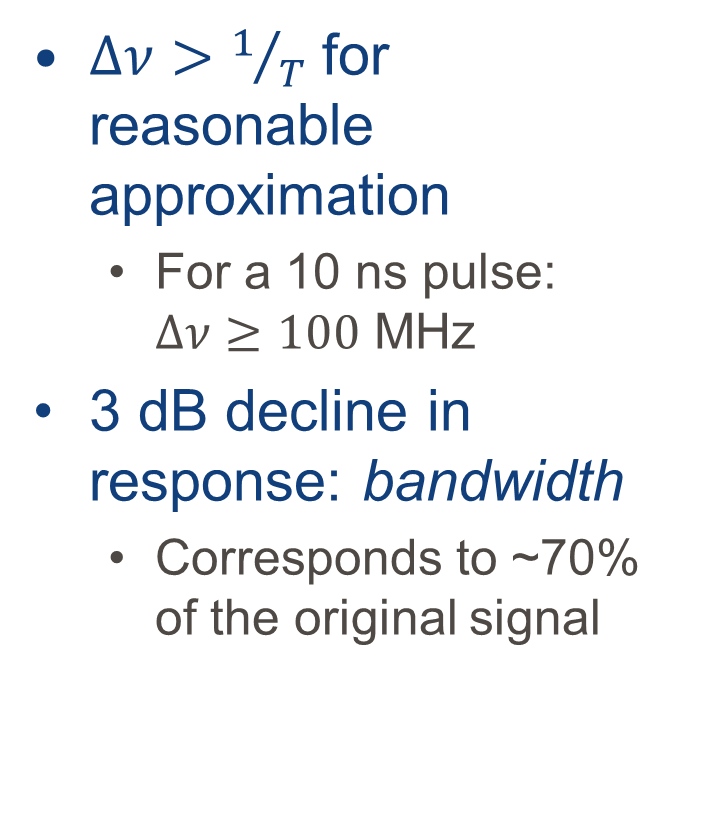 • Δν > 1/T for
reasonable
approximation
• For a 10 ns pulse:
Δν ≥ 100 MHz
• 3 dB decline in
response: bandwidth
• Corresponds to ~70%
of the original signal